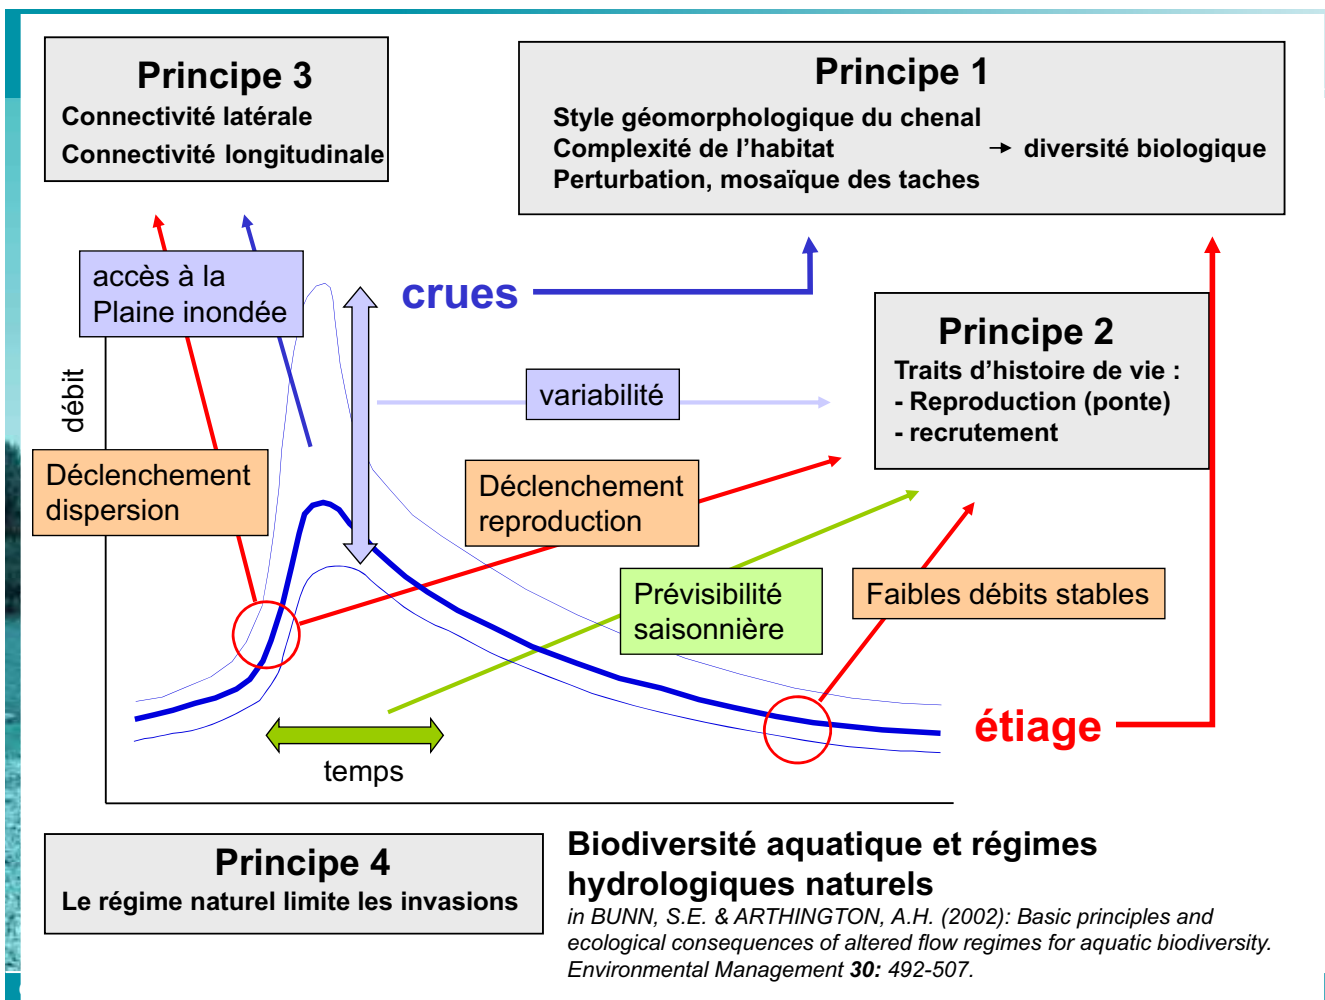 Principe 3
Connectivité latérale
Connectivité longitudinale
Principe 1
Style géomorphologique du chenal
Complexité de l'habitat → diversité biologique
Perturbation, mosaïque des taches
accès à la
Plaine inondée
crues
Principe 2
Traits d'histoire de vie :
- Reproduction (ponte)
- recrutement
débit
variabilité
Déclenchement
dispersion
Déclenchement
reproduction
Prévisibilité
saisonnière
Faibles débits stables
étiage
temps
Principe 4
Le régime naturel limite les invasions
Biodiversité aquatique et régimes
hydrologiques naturels
in BUNN, S.E. & ARTHINGTON, A.H. (2002): Basic principles and
ecological consequences of altered flow regimes for aquatic biodiversity.
Environmental Management 30: 492-507.